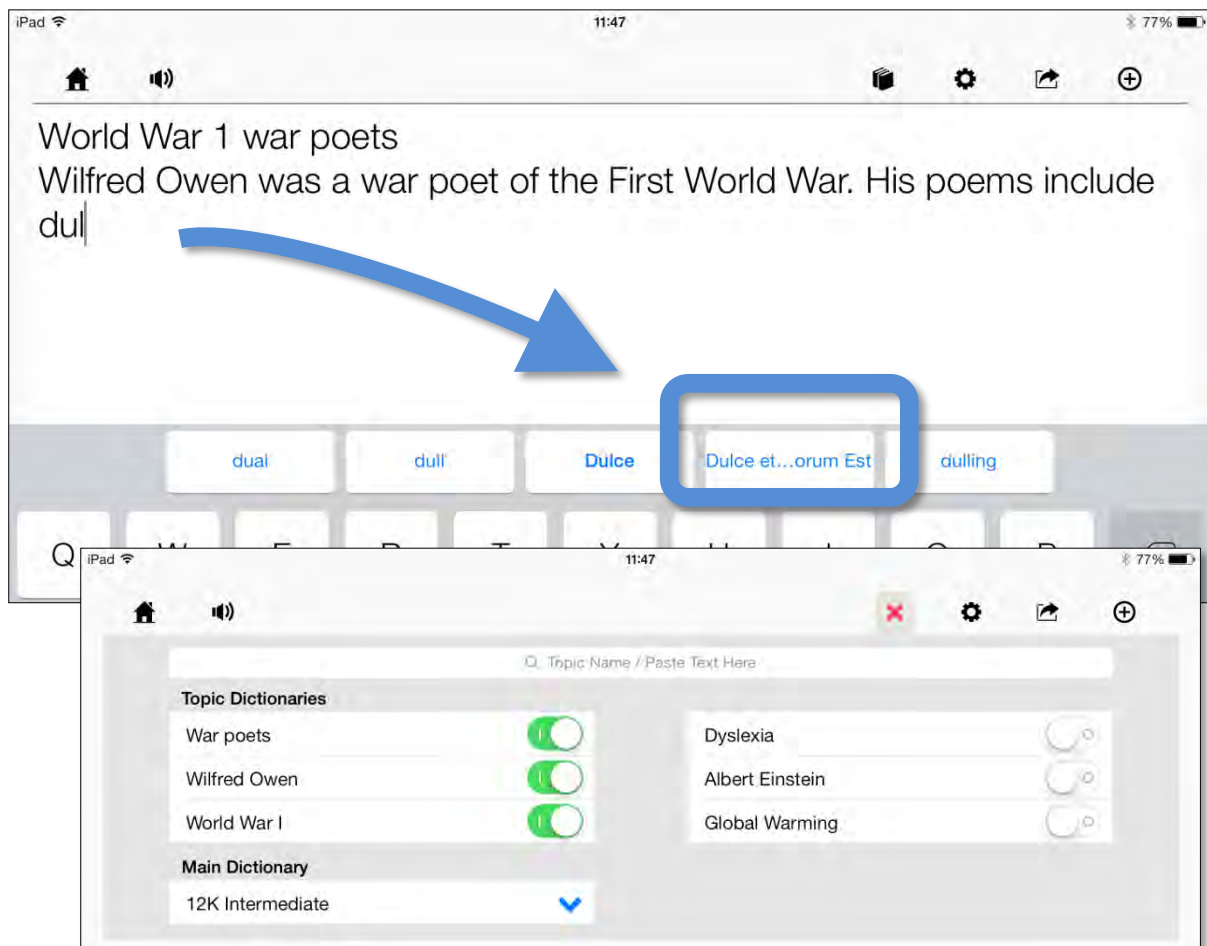 iPad 11:47 77%
World War 1 war poets
Wilfred Owen was a war poet of the First World War. His poems include
dul
dual dull Dulce Dulce et...orum Est dulling
Q
iPad 11:47 77%
Topic Name / Paste Text Here
Topic Dictionaries
War poets Dyslexia
Wilfred Owen Albert Einstein
World War I Global Warming
Main Dictionary
12K Intermediate